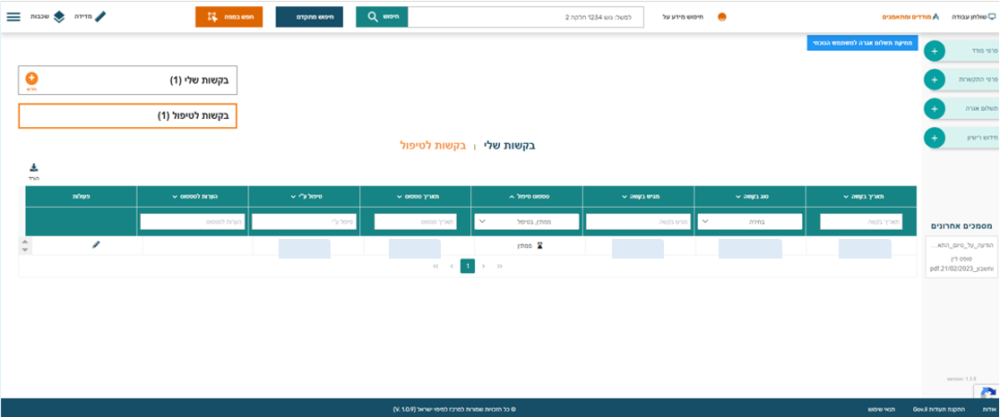 שולחן עבודה
מודדים ומתאמנים
חיפוש מידע על
למשל: גוש 1234 חלקה 2
חיפוש
חיפוש מתקדם
חפש במפה
מדידה
שכבות
מחיקת תשלום אגרה למשתמש הנוכחי
פרטי מודד
פרטי התקשרות
תשלום אגרה
חידוש רישיון
בקשות שלי (1)
חדש
בקשות לטיפול (1)
בקשות שלי | בקשות לטיפול
הורד
תאריך בקשה
סוג בקשה
מגיש בקשה
סטטוס טיפול
תאריך סטטוס
טיפול ע"י
הערות לסטטוס
פעולות
תאריך בקשה
בחירה
מגיש בקשה
ממתין, בטיפול
תאריך סטטוס
טיפול ע"י
הערות לסטטוס
ממתין
1
מסמכים אחרונים
הודעה_על_סיום_התא...
טופס דין
וחשבון_21/02/2023.pdf
version: 1.3.8
אודות
התקנת תעודות Gov.il
תנאי שימוש
© כל הזכויות שמורות למרכז למיפוי ישראל (V. 1.0.9)